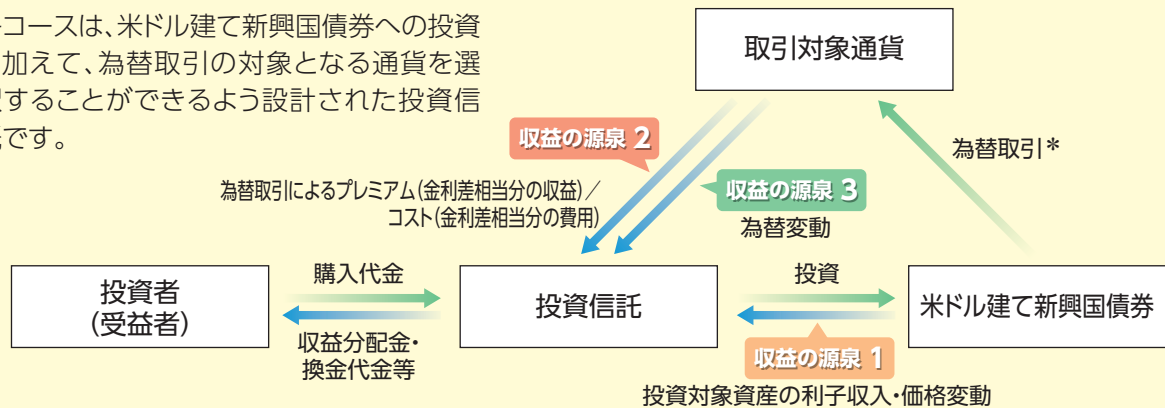 コースは、米ドル建て新興国債券への投資
加えて、為替取引の対象となる通貨を選
することができるよう設計された投資信
です。
取引対象通貨
収益の源泉 2
為替取引*
為替取引によるプレミアム(金利差相当分の収益)/
コスト(金利差相当分の費用)
収益の源泉 3
為替変動
投資者
(受益者)
購入代金
収益分配金・
換金代金等
投資信託
投資
収益の源泉 1
米ドル建て新興国債券
投資対象資産の利子収入・価格変動